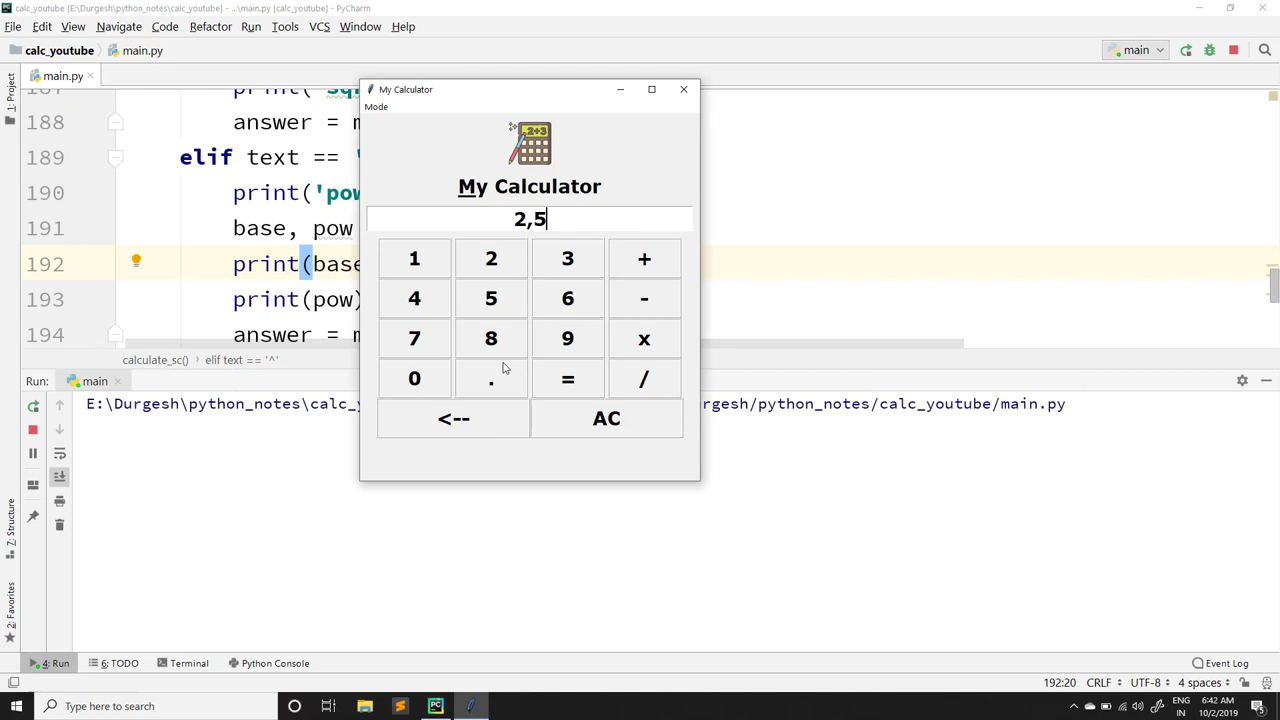 calc_youtube [E:\Durgesh\python_notes\calc_youtube] - ...\main.py [calc_youtube] - PyCharm
File Edit View Navigate Code Refactor Run Tools VCS Window Help
calc_youtube main.py
main
main.py
1: Project
188 answer = m
189 elif text == '
190 print('pow
191 base, pow
192 print(base
193 print(pow)
194 answer = m
calculate_sc() elif text == '^'
My Calculator
Mode
2+3
My Calculator
2,5
1 2 3 +
4 5 6 -
7 8 9 x
0 . = /
<-- AC
Run: main
E:\Durgesh\python_notes\calc_y
urgesh/python_notes/calc_youtube/main.py
7: Structure
2: Favorites
4: Run 6: TODO Terminal Python Console Event Log
192:20 CRLF UTF-8 4 spaces
Type here to search
PC
ENG
IN
6:42 AM
10/2/2019
5